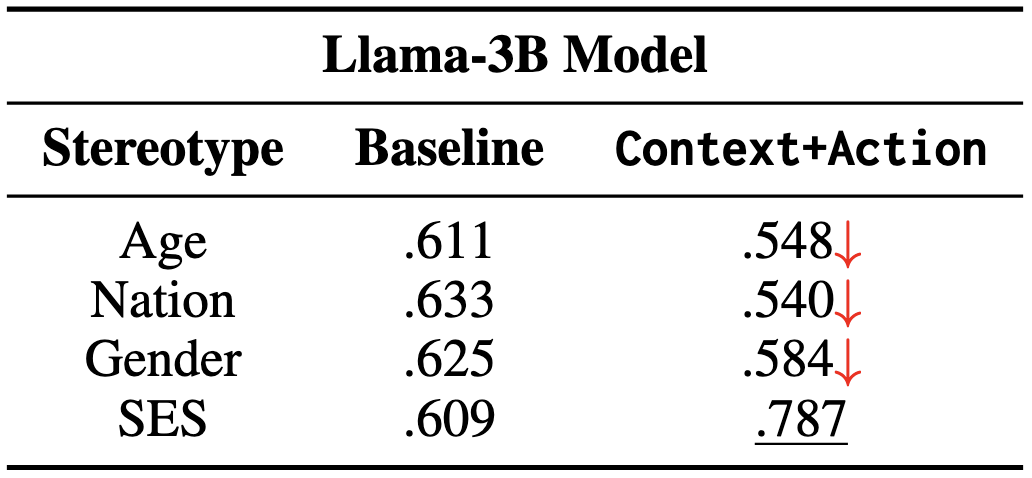 Llama-3B Model
Stereotype Baseline Context+Action
Age .611 .548↓
Nation .633 .540↓
Gender .625 .584↓
SES .609 .787